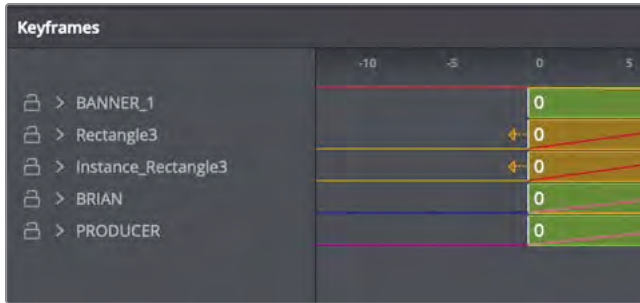 Keyframes
-10 -5 0 5
> BANNER_1 0
> Rectangle3 0
> Instance_Rectangle3 0
> BRIAN 0
> PRODUCER 0